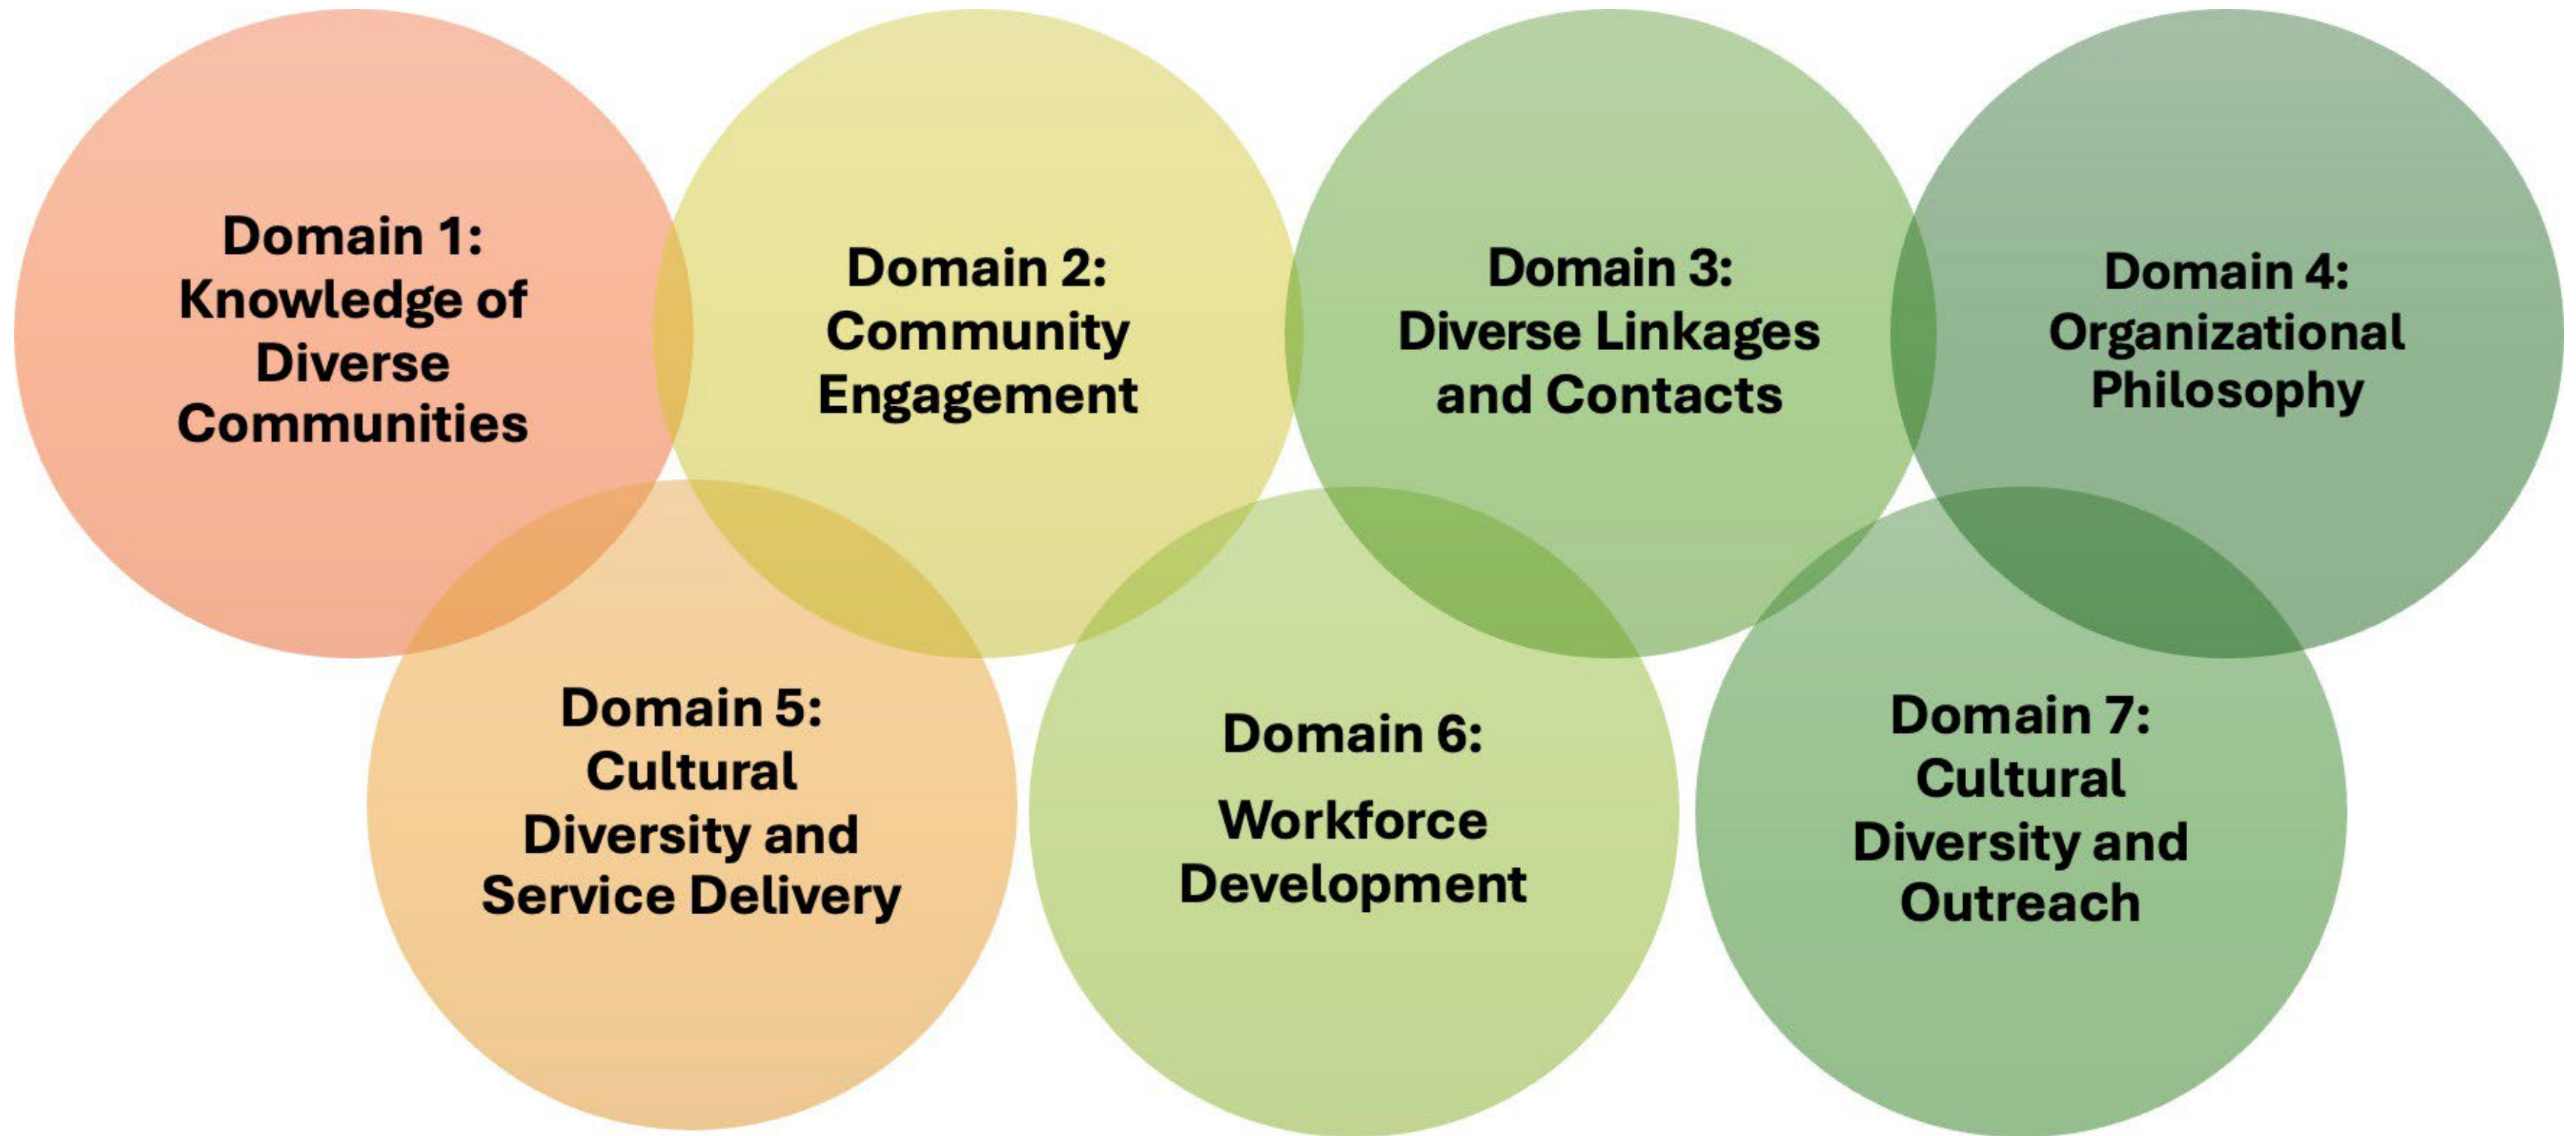 Domain 1:
Knowledge of
Diverse
Communities
Domain 2:
Community
Engagement
Domain 3:
Diverse Linkages
and Contacts
Domain 4:
Organizational
Philosophy
Domain 5:
Cultural
Diversity and
Service Delivery
Domain 6:
Workforce
Development
Domain 7:
Cultural
Diversity and
Outreach